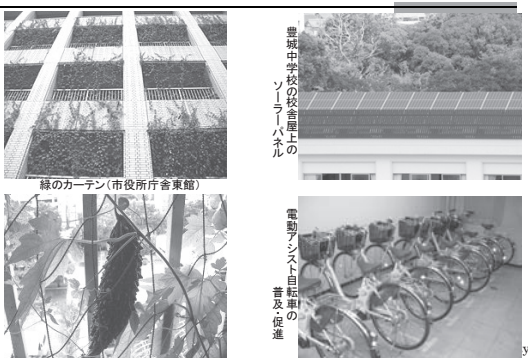 緑のカーテン(市役所庁舎東館)
豊城中学校の校舎屋上の
ソーラーパネル
電動アシスト自転車の
普及・促進
y